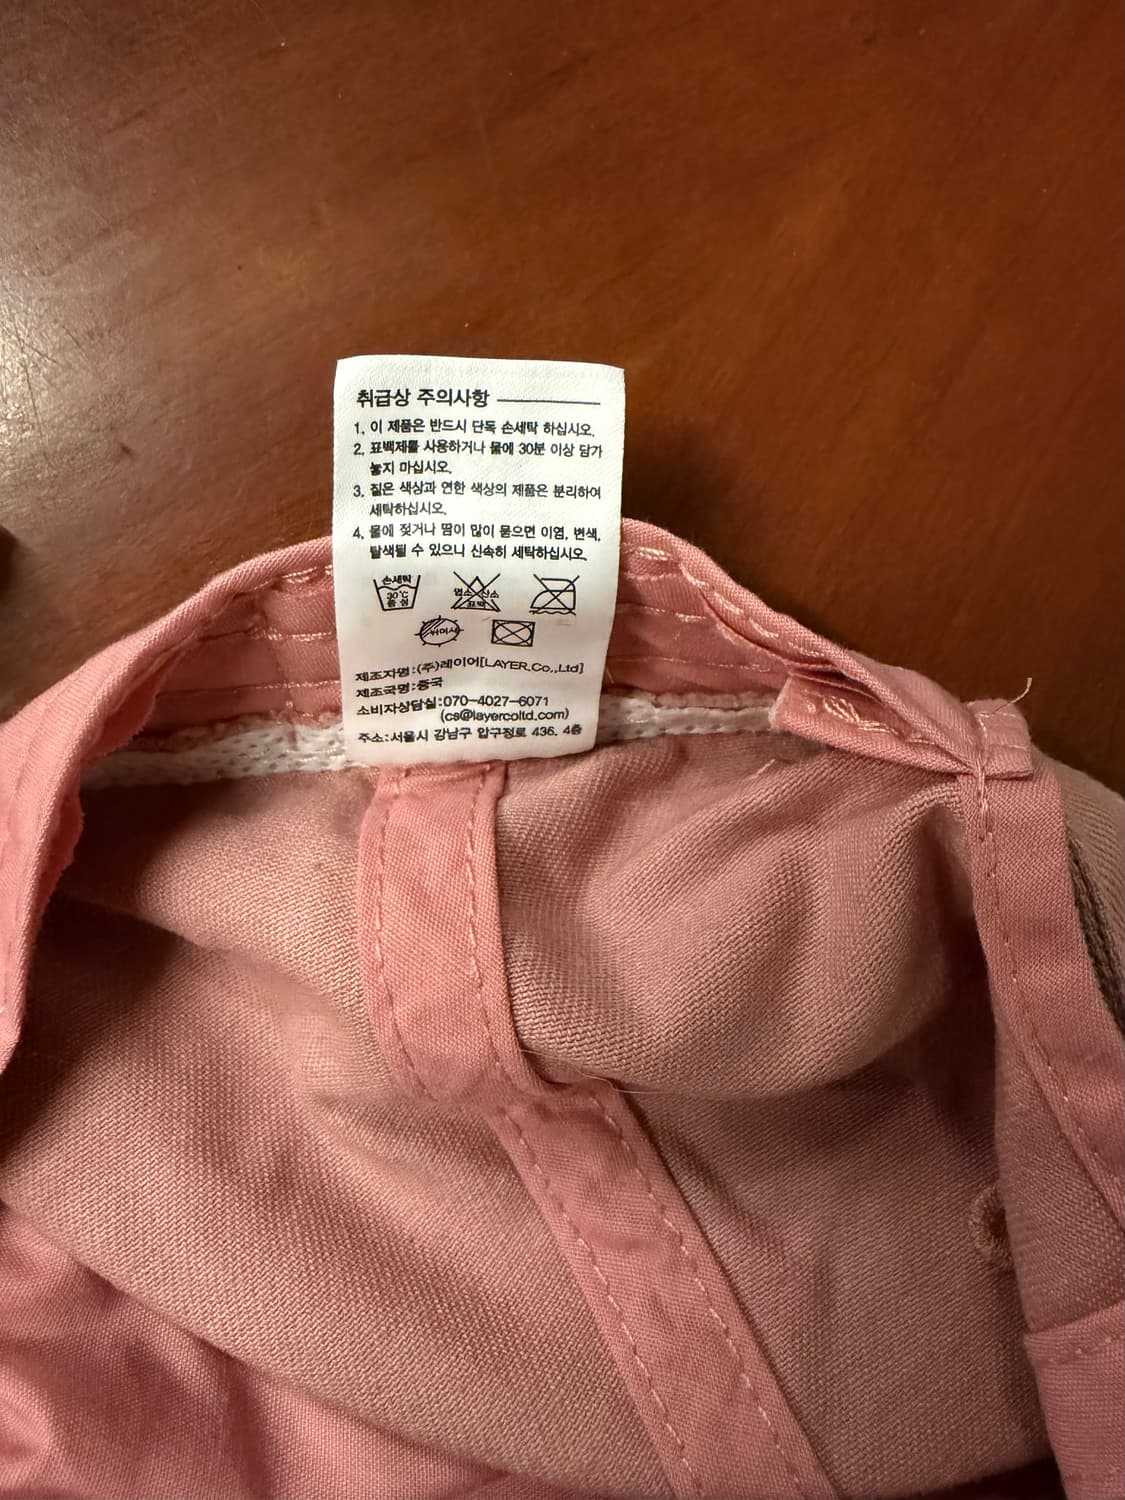 취급상 주의사항
1. 이 제품은 반드시 단독 손세탁 하십시오.
2. 표백제를 사용하거나 물에 30분 이상 담가
놓지 마십시오.
3. 짙은 색상과 연한 색상의 제품은 분리하여
세탁하십시오.
4. 물에 젖거나 땀이 많이 묻으면 이염, 변색,
탈색될 수 있으니 신속히 세탁하십시오.
손세탁
30℃
중성
염소 산소
표백
뉘어서
제조자명:(주)레이어[LAYER.Co,.Ltd]
제조국명:중국
소비자상담실:070-4027-6071
(cs@layercoltd.com)
주소:서울시 강남구 압구정로 436. 4층